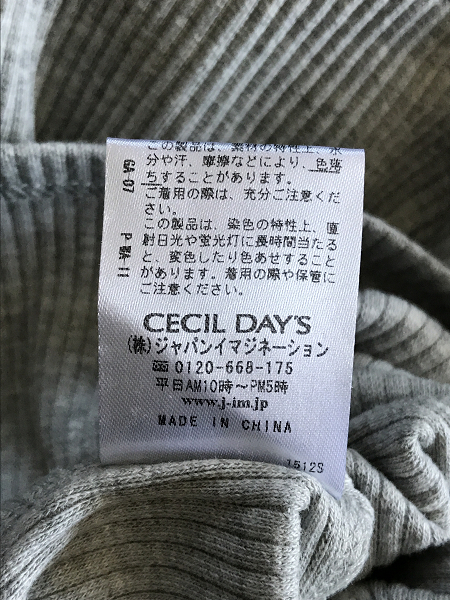 この製品は、素材の特性上、水
分や汗、摩擦などにより、色落
ちすることがあります。
ご着用の際は、充分ご注意くだ
さい。
この製品は、染色の特性上、直
射日光や蛍光灯に長時間当たる
と、変色したり色あせすること
があります。着用の際や保管に
ご注意ください。
CECIL DAY'S
(株)ジャパンイマジネーション
☎0120-668-175
平日AM10時～PM5時
www.j-im.jp
MADE IN CHINA
1512S
GA-07